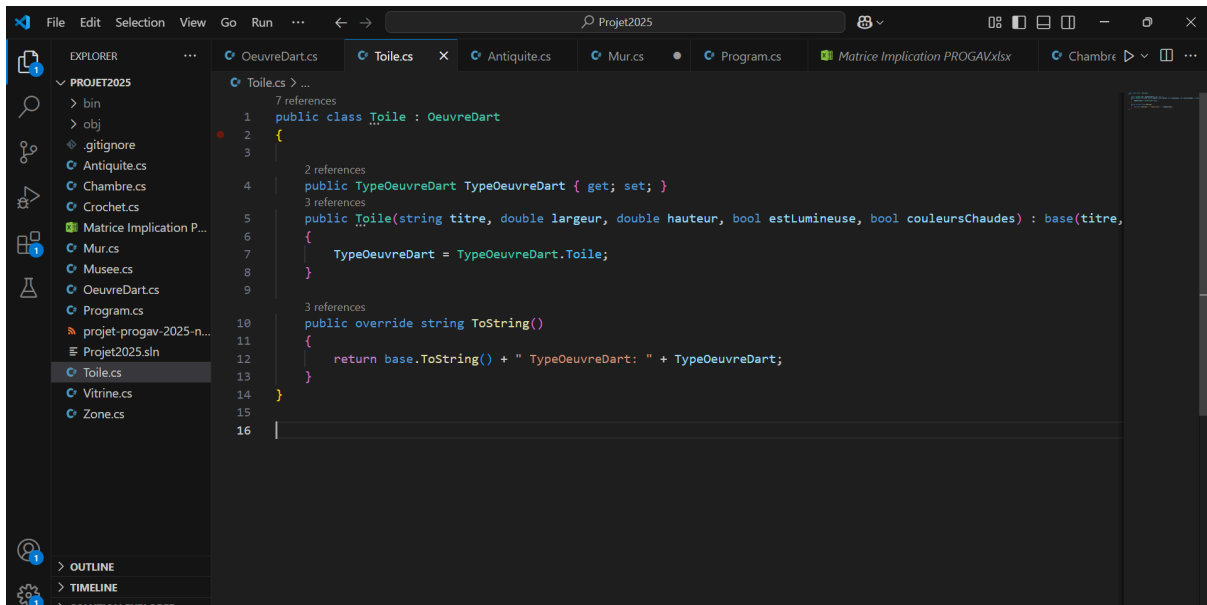 File Edit Selection View Go Run ··· ← → Projet2025
EXPLORER ···
PROJET2025
bin
obj
.gitignore
Antiquite.cs
Chambre.cs
Crochet.cs
Matrice Implication P...
Mur.cs
Musee.cs
OeuvreDart.cs
Program.cs
projet-progav-2025-n...
Projet2025.sln
Toile.cs
Vitrine.cs
Zone.cs
OUTLINE
TIMELINE
OeuvreDart.cs Toile.cs Antiquite.cs Mur.cs Program.cs Matrice Implication PROGAV.xlsx Chambre
Toile.cs > ...
7 references
1 public class Toile : OeuvreDart
2 {
3
2 references
4 public TypeOeuvreDart TypeOeuvreDart { get; set; }
3 references
5 public Toile(string titre, double largeur, double hauteur, bool estLumineuse, bool couleursChaudes) : base(titre,
6 {
7 TypeOeuvreDart = TypeOeuvreDart.Toile;
8 }
9
3 references
10 public override string ToString()
11 {
12 return base.ToString() + " TypeOeuvreDart: " + TypeOeuvreDart;
13 }
14 }
15
16
1
1
1
1